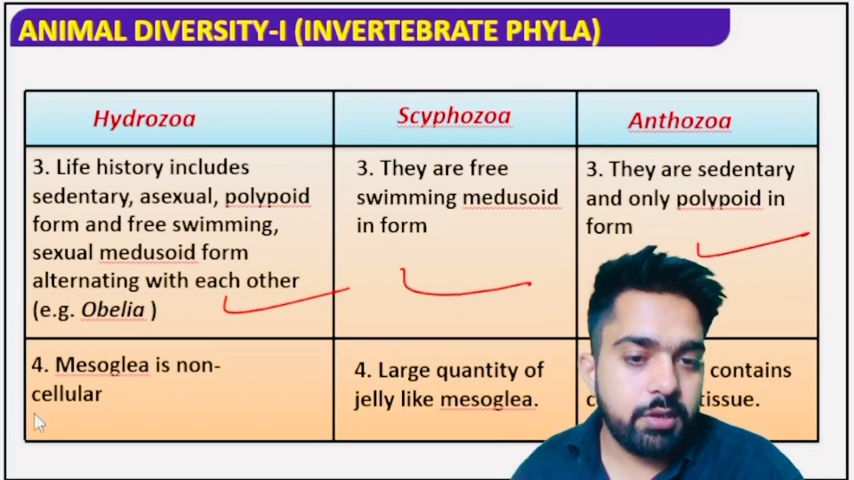 ANIMAL DIVERSITY-I (INVERTEBRATE PHYLA)
Hydrozoa
Scyphozoa
Anthozoa
3. Life history includes
sedentary, asexual, polypoid
form and free swimming,
sexual medusoid form
alternating with each other
(e.g. Obelia )
3. They are free
swimming medusoid
in form
3. They are sedentary
and only polypoid in
form
4. Mesoglea is non-
cellular
4. Large quantity of
jelly like mesoglea.
contains
tissue.